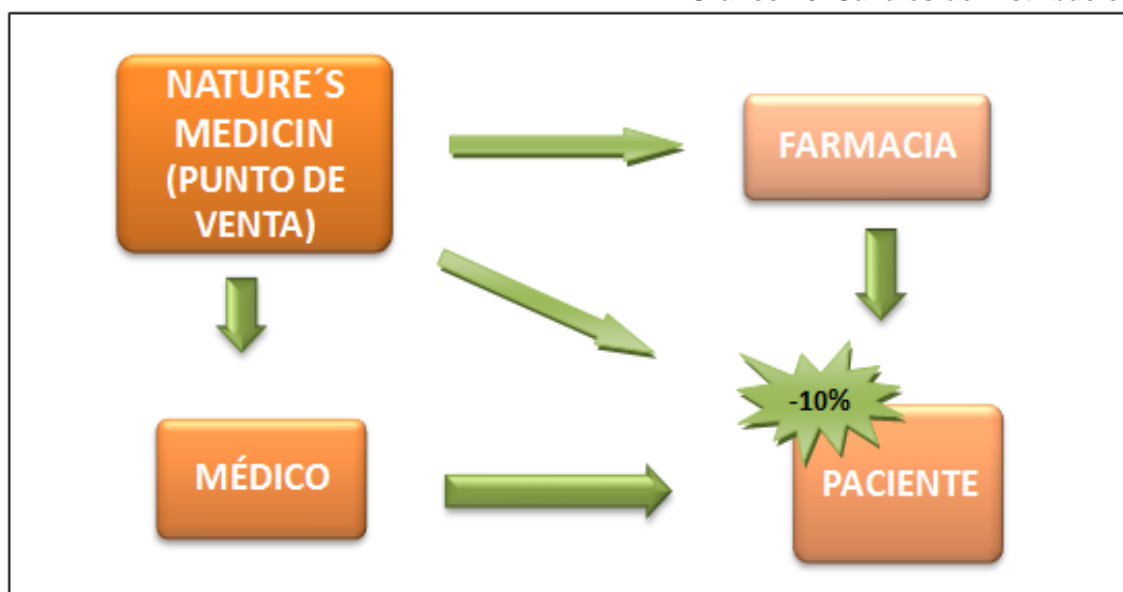 NATURE´S
MEDICIN
(PUNTO DE
VENTA)
FARMACIA
-10%
MÉDICO
PACIENTE